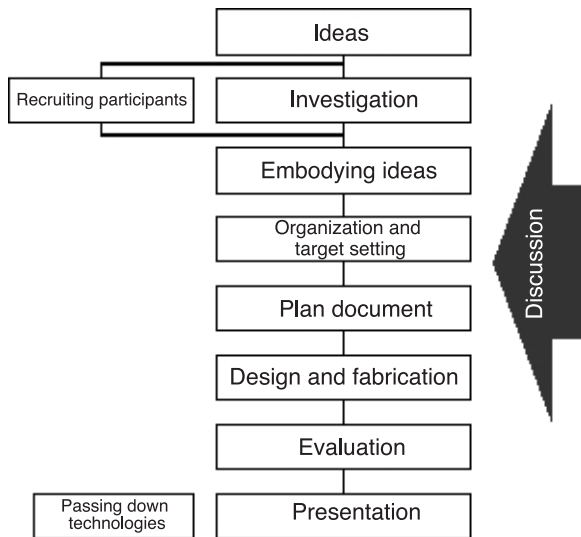 Ideas
Recruiting participants
Investigation
Embodying ideas
Organization and
target setting
Discussion
Plan document
Design and fabrication
Evaluation
Passing down
technologies
Presentation